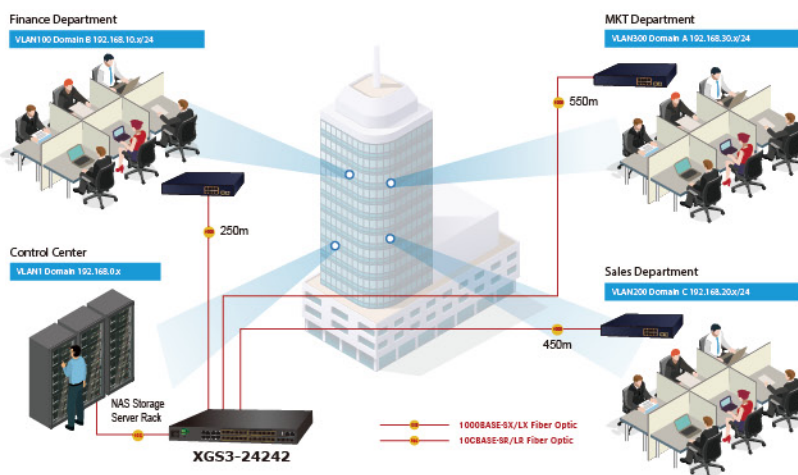 Finance Department
VLAN100 Domain B 192.168.10.x/24
MKT Department
VLAN300 Domain A 192.168.30.x/24
550m
250m
Control Center
VLAN1 Domain 192.168.0.x
Sales Department
VLAN200 Domain C 192.168.20.x/24
450m
NAS Storage
Server Rack
XGS3-24242
1000BASE-SX/LX Fiber Optic
10GBASE-SR/LR Fiber Optic